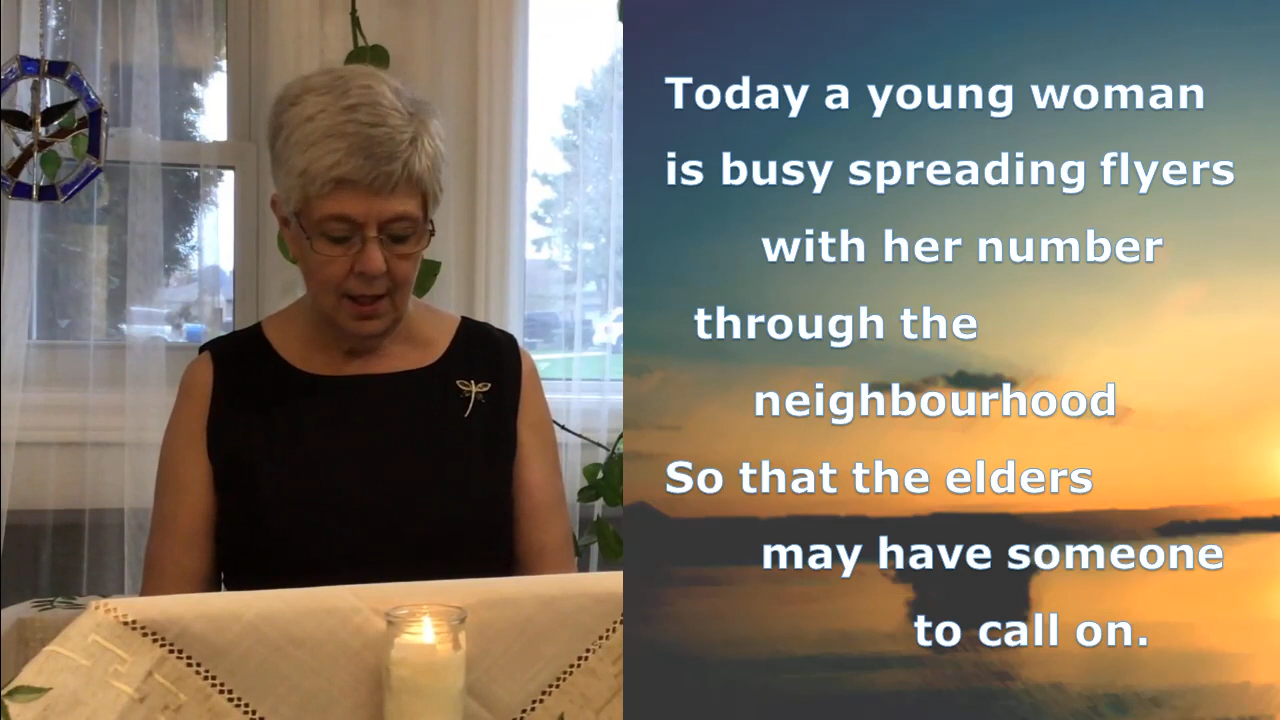 Today a young woman
is busy spreading flyers
with her number
through the
neighbourhood
So that the elders
may have someone
to call on.